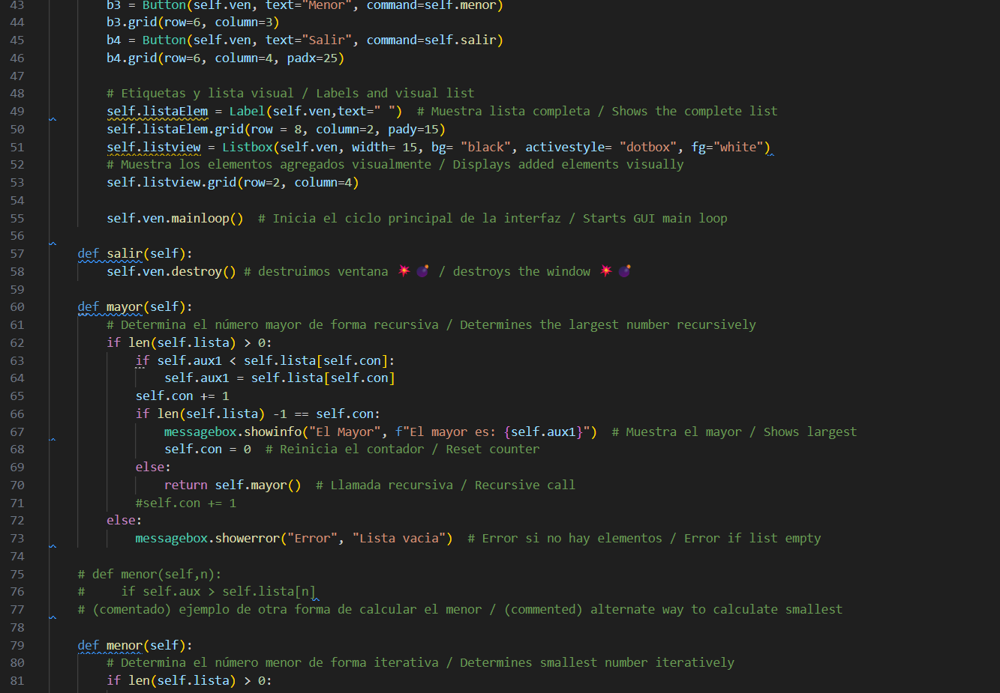 43 b3 = Button(self.ven, text="Menor", command=self.menor)
44 b3.grid(row=6, column=3)
45 b4 = Button(self.ven, text="Salir", command=self.salir)
46 b4.grid(row=6, column=4, padx=25)
47
48 # Etiquetas y lista visual / Labels and visual list
49 self.listaElem = Label(self.ven,text=" ")  # Muestra lista completa / Shows the complete list
50 self.listaElem.grid(row = 8, column=2, pady=15)
51 self.listview = Listbox(self.ven, width= 15, bg= "black", activestyle= "dotbox", fg="white")
52 # Muestra los elementos agregados visualmente / Displays added elements visually
53 self.listview.grid(row=2, column=4)
54
55 self.ven.mainloop()  # Inicia el ciclo principal de la interfaz / Starts GUI main loop
56
57 def salir(self):
58 self.ven.destroy() # destruimos ventana 💥💣 / destroys the window 💥💣
59
60 def mayor(self):
61 # Determina el número mayor de forma recursiva / Determines the largest number recursively
62 if len(self.lista) > 0:
63 if self.aux1 < self.lista[self.con]:
64 self.aux1 = self.lista[self.con]
65 self.con += 1
66 if len(self.lista) -1 == self.con:
67 messagebox.showinfo("El Mayor", f"El mayor es: {self.aux1}")  # Muestra el mayor / Shows largest
68 self.con = 0  # Reinicia el contador / Reset counter
69 else:
70 return self.mayor()  # Llamada recursiva / Recursive call
71 #self.con += 1
72 else:
73 messagebox.showerror("Error", "Lista vacia")  # Error si no hay elementos / Error if list empty
74
75 # def menor(self,n):
76 #     if self.aux > self.lista[n]
77 # (comentado) ejemplo de otra forma de calcular el menor / (commented) alternate way to calculate smallest
78
79 def menor(self):
80 # Determina el número menor de forma iterativa / Determines smallest number iteratively
81 if len(self.lista) > 0: